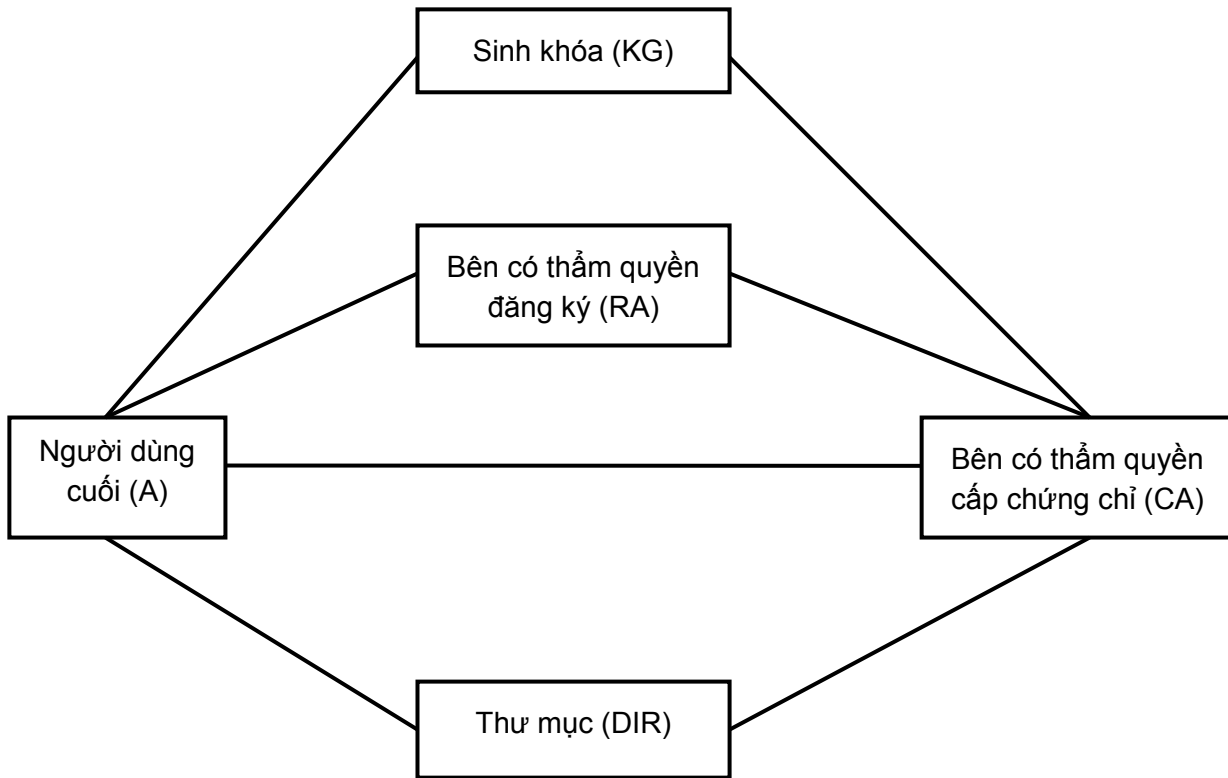 Sinh khóa (KG)
Bên có thẩm quyền
đăng ký (RA)
Người dùng
cuối (A)
Bên có thẩm quyền
cấp chứng chỉ (CA)
Thư mục (DIR)